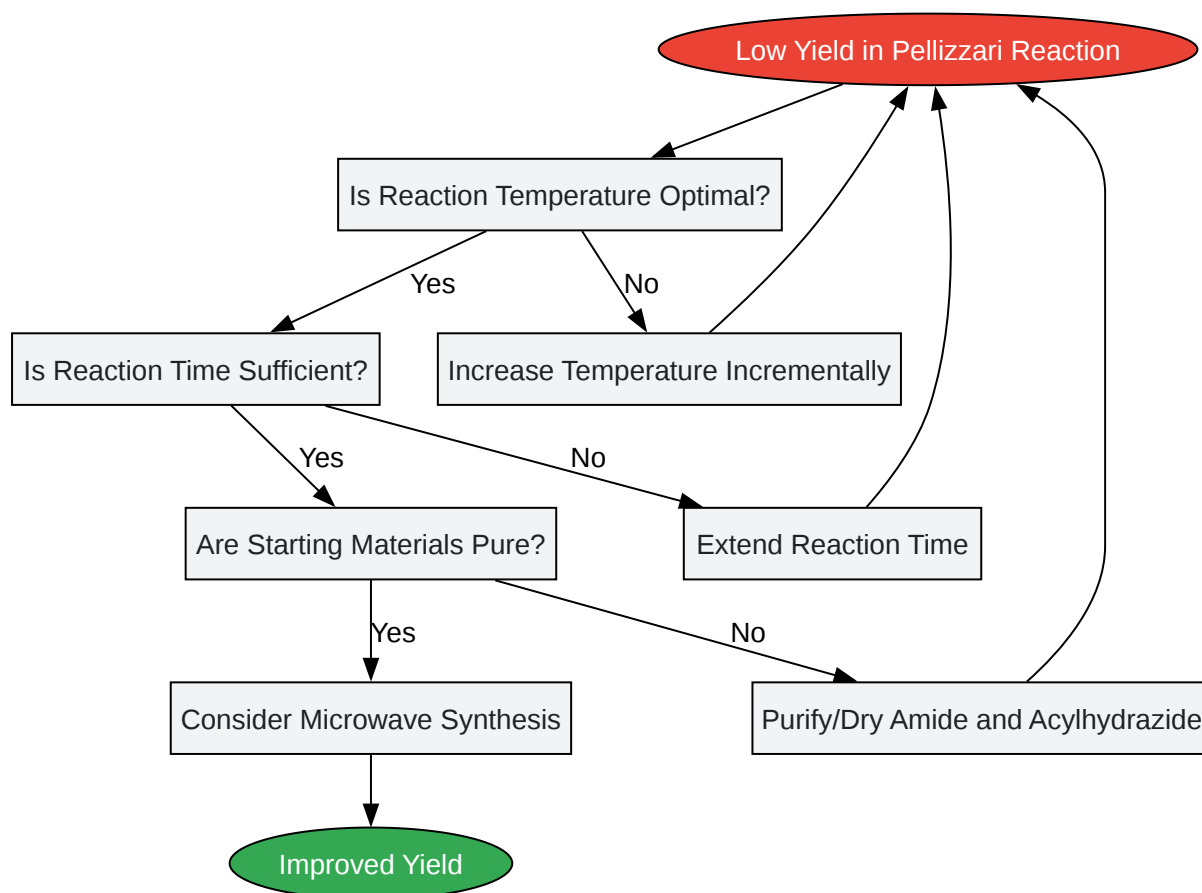 Low Yield in Pellizzari Reaction
Is Reaction Temperature Optimal?
Yes
No
Is Reaction Time Sufficient?
Increase Temperature Incrementally
Yes
No
Are Starting Materials Pure?
Extend Reaction Time
Yes
No
Consider Microwave Synthesis
Purify/Dry Amide and Acylhydrazide
Improved Yield